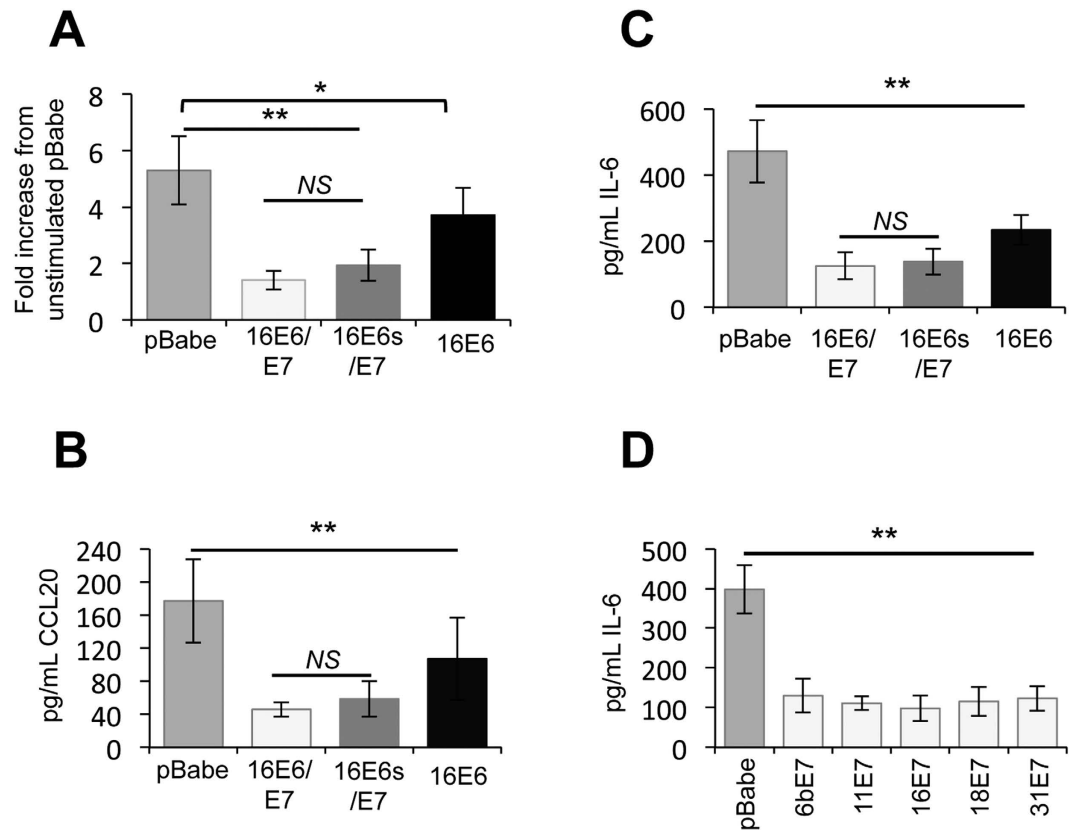 A
Fold increase from
unstimulated pBabe
8
6
4
2
0
*
**
NS
pBabe
16E6/
E7
16E6s
/E7
16E6
C
pg/mL IL-6
600
400
200
0
**
NS
pBabe
16E6/
E7
16E6s
/E7
16E6
B
pg/mL CCL20
240
200
160
120
80
40
0
**
NS
pBabe
16E6/
E7
16E6s
/E7
16E6
D
pg/mL IL-6
500
400
300
200
100
0
**
pBabe
6bE7
11E7
16E7
18E7
31E7